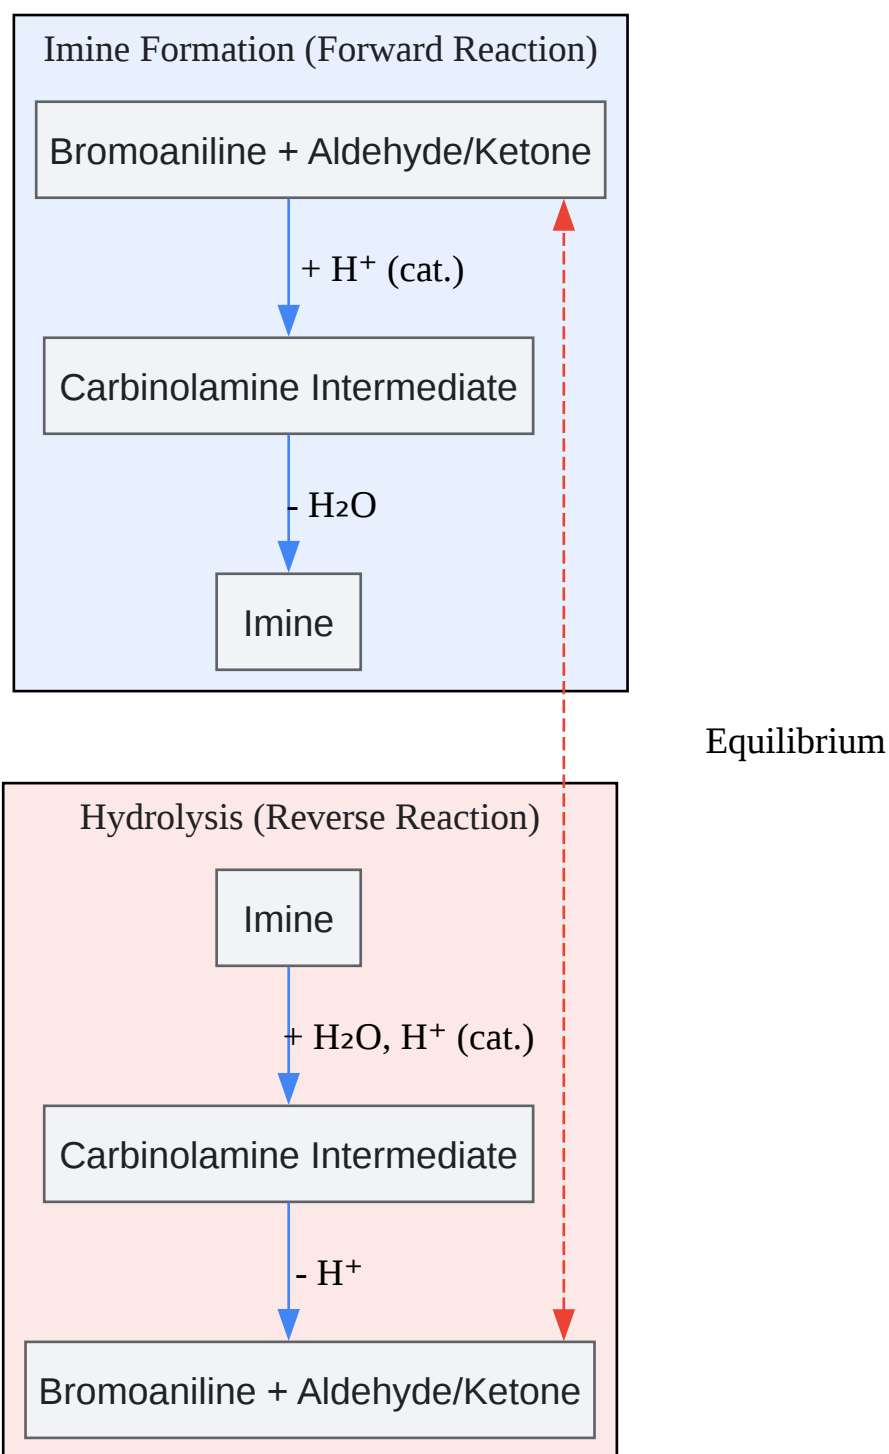 Imine Formation (Forward Reaction)
Bromoaniline + Aldehyde/Ketone
+ H⁺ (cat.)
Carbinolamine Intermediate
- H₂O
Imine
Equilibrium
Hydrolysis (Reverse Reaction)
Imine
+ H₂O, H⁺ (cat.)
Carbinolamine Intermediate
- H⁺
Bromoaniline + Aldehyde/Ketone